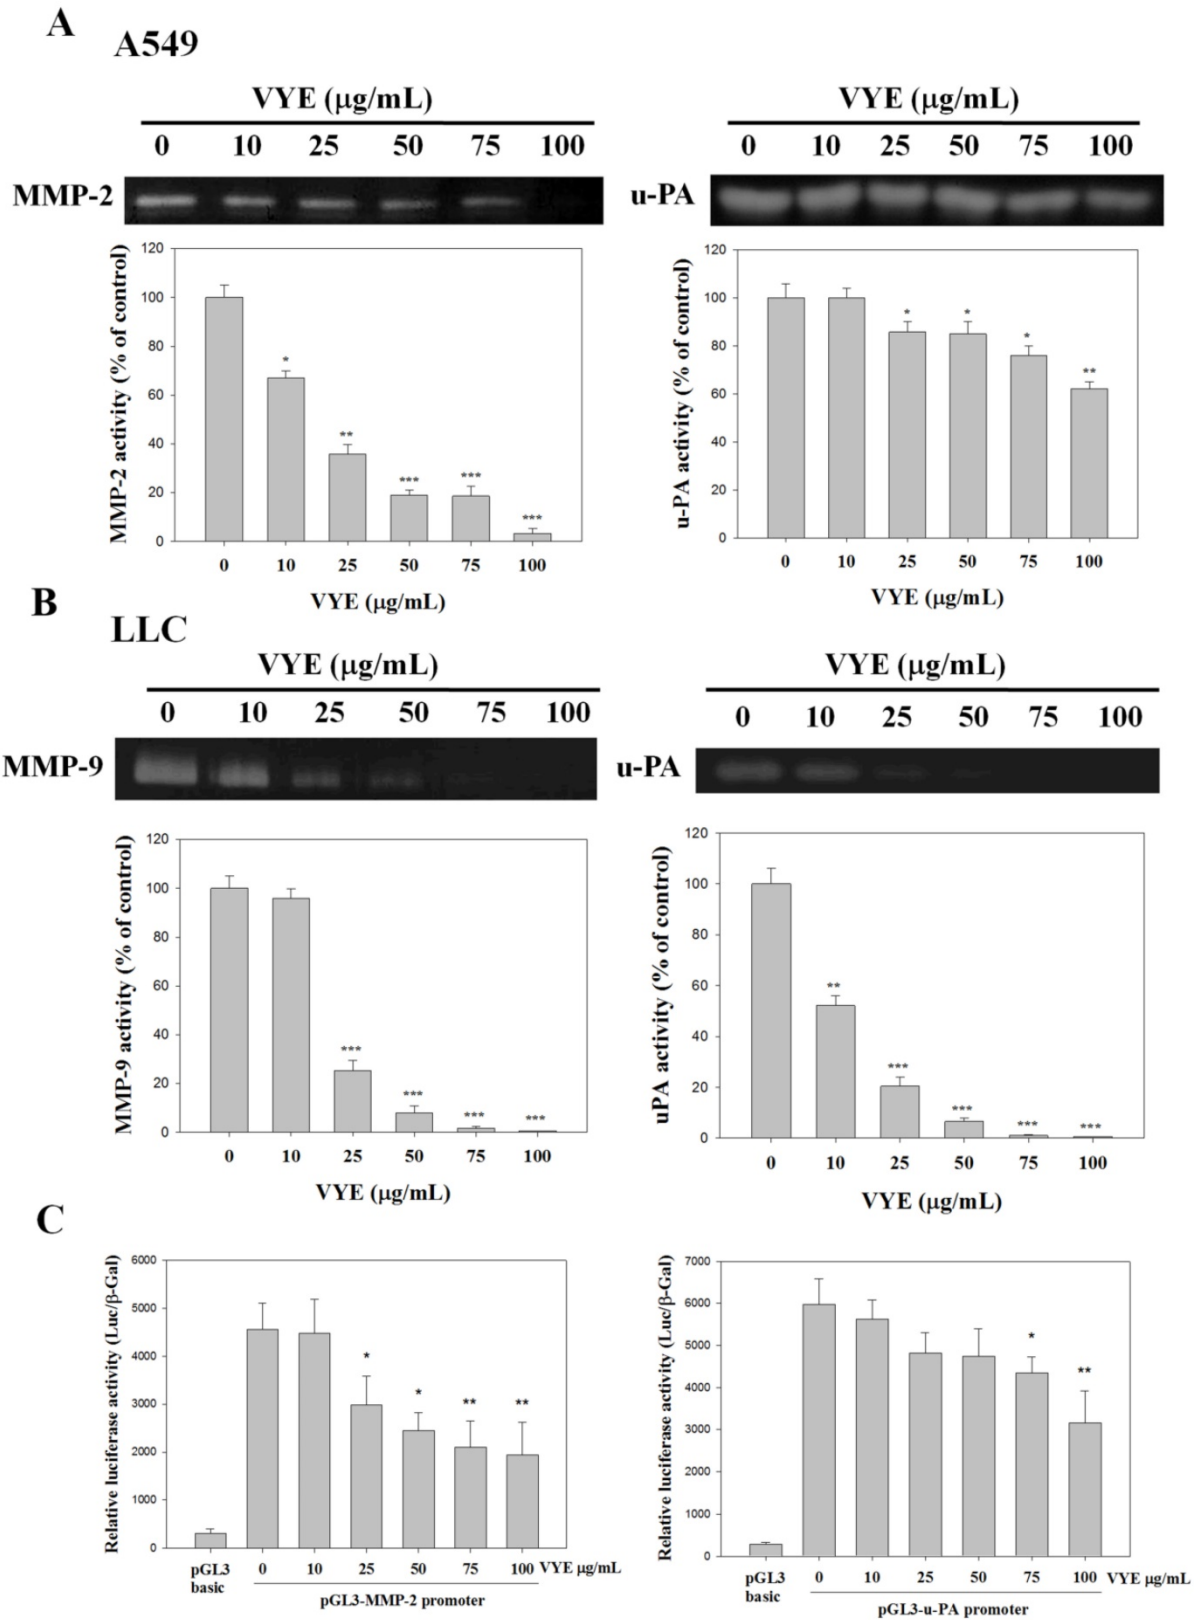 A
A549
VYE (μg/mL)
0 10 25 50 75 100
MMP-2
MMP-2 activity (% of control)
120
100
80
60
40
20
0
*
**
***
***
***
0 10 25 50 75 100
VYE (μg/mL)
VYE (μg/mL)
0 10 25 50 75 100
u-PA
u-PA activity (% of control)
120
100
80
60
40
20
0
*
*
*
**
0 10 25 50 75 100
VYE (μg/mL)
B
LLC
VYE (μg/mL)
0 10 25 50 75 100
MMP-9
MMP-9 activity (% of control)
120
100
80
60
40
20
0
***
***
***
***
0 10 25 50 75 100
VYE (μg/mL)
VYE (μg/mL)
0 10 25 50 75 100
u-PA
uPA activity (% of control)
120
100
80
60
40
20
0
**
***
***
***
***
0 10 25 50 75 100
VYE (μg/mL)
C
Relative luciferase activity (Luc/β-Gal)
6000
5000
4000
3000
2000
1000
0
*
*
**
**
pGL3 basic
0 10 25 50 75 100 VYE μg/mL
pGL3-MMP-2 promoter
Relative luciferase activity (Luc/β-Gal)
7000
6000
5000
4000
3000
2000
1000
0
*
**
pGL3 basic
0 10 25 50 75 100 VYE μg/mL
pGL3-u-PA promoter